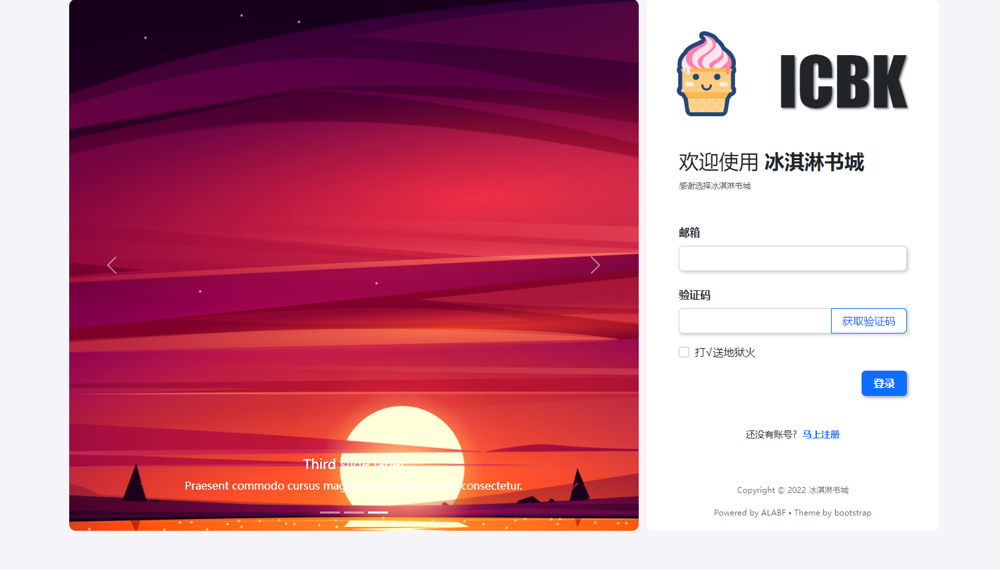 ICBK
欢迎使用 冰淇淋书城
感谢选择冰淇淋书城
邮箱
验证码
获取验证码
打√送地狱火
登录
还没有账号? 马上注册
Copyright © 2022 冰淇淋书城
Powered by ALABF • Theme by bootstrap
Third slide label
Praesent commodo cursus magna, vel scelerisque nisl consectetur.